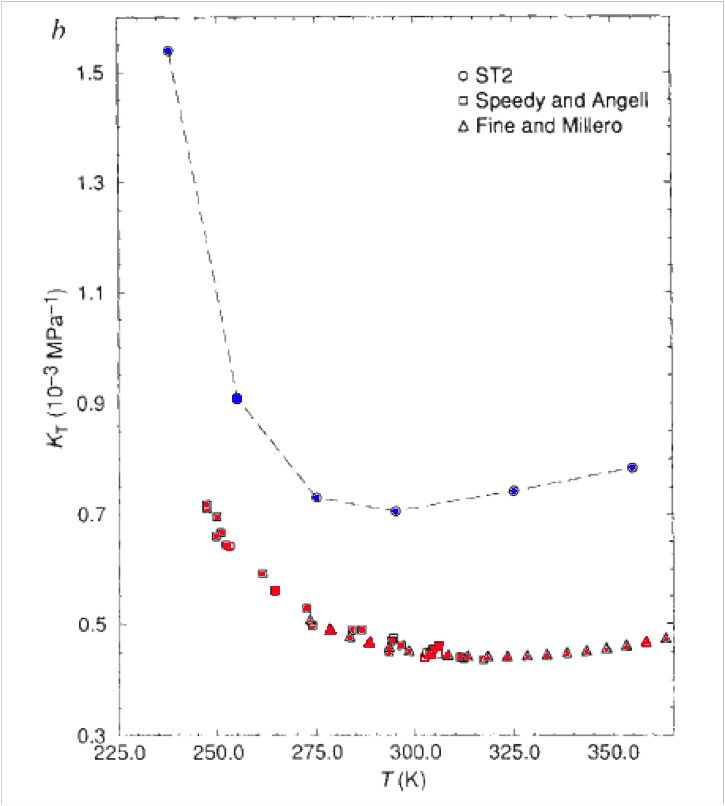 b
ST2
Speedy and Angell
Fine and Millero
1.5
1.3
1.1
0.9
0.7
0.5
0.3
K_T (10⁻³ MPa⁻¹)
225.0 250.0 275.0 300.0 325.0 350.0
T (K)